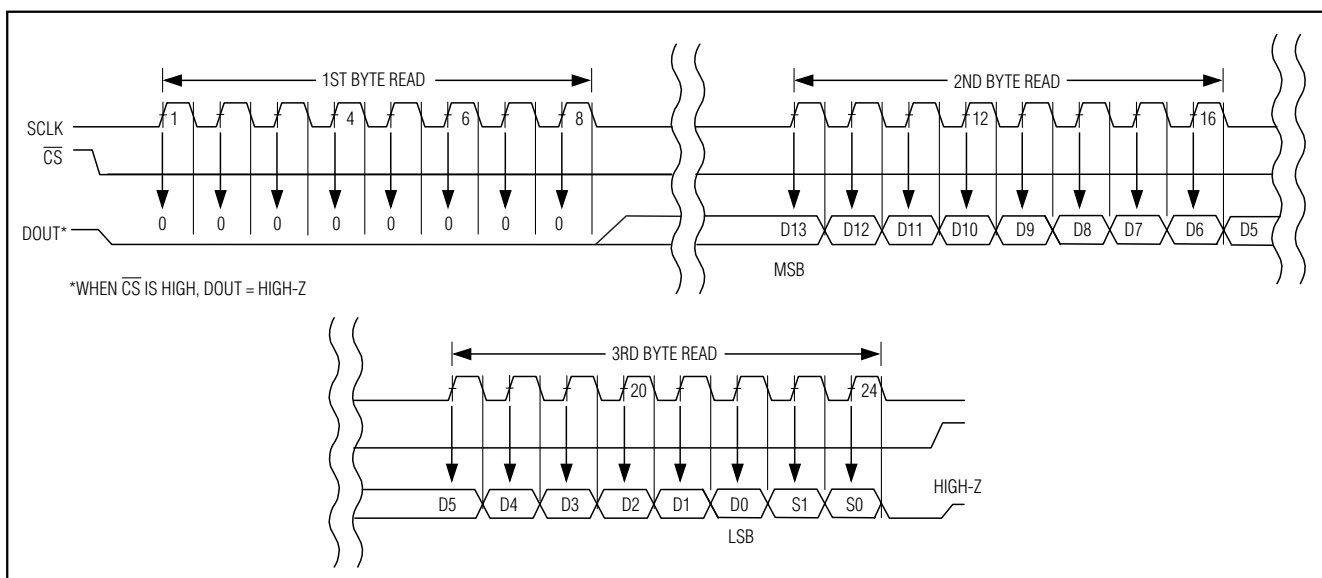 1ST BYTE READ
2ND BYTE READ
SCLK 1 4 6 8 12 16
CS
0 0 0 0 0 0 0 0
DOUT* D13 D12 D11 D10 D9 D8 D7 D6 D5
MSB
*WHEN CS IS HIGH, DOUT = HIGH-Z
3RD BYTE READ
20 24
HIGH-Z
D5 D4 D3 D2 D1 D0 S1 S0
LSB